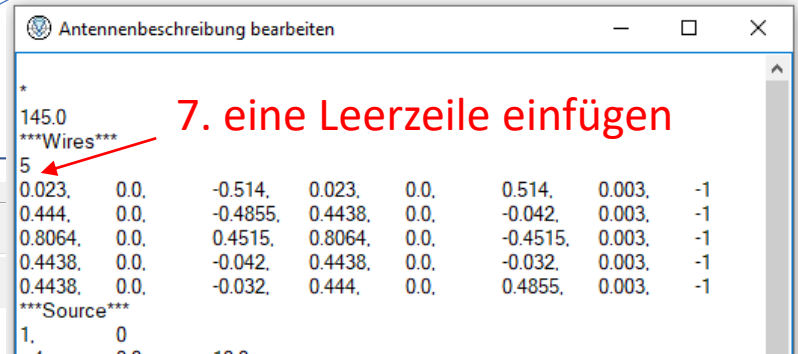 Antennenbeschreibung bearbeiten
*
145.0
7. eine Leerzeile einfügen
***Wires***
5
0.023, 0.0, -0.514, 0.023, 0.0, 0.514, 0.003, -1
0.444, 0.0, -0.4855, 0.4438, 0.0, -0.042, 0.003, -1
0.8064, 0.0, 0.4515, 0.8064, 0.0, -0.4515, 0.003, -1
0.4438, 0.0, -0.042, 0.4438, 0.0, -0.032, 0.003, -1
0.4438, 0.0, -0.032, 0.444, 0.0, 0.4855, 0.003, -1
***Source***
1, 0